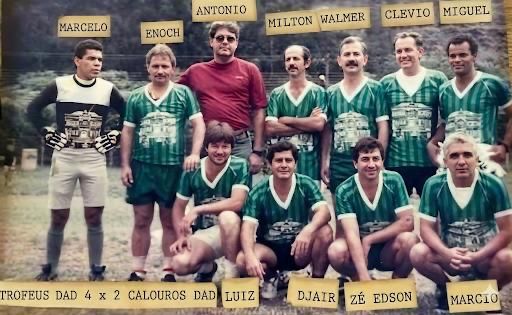 MARCELO
ENOCH
ANTONIO
MILTON
WALMER
CLEVIO
MIGUEL
TROFEUS DAD 4 x 2 CALOUROS DAD
LUIZ
DJAIR
ZÉ EDSON
MARCIO